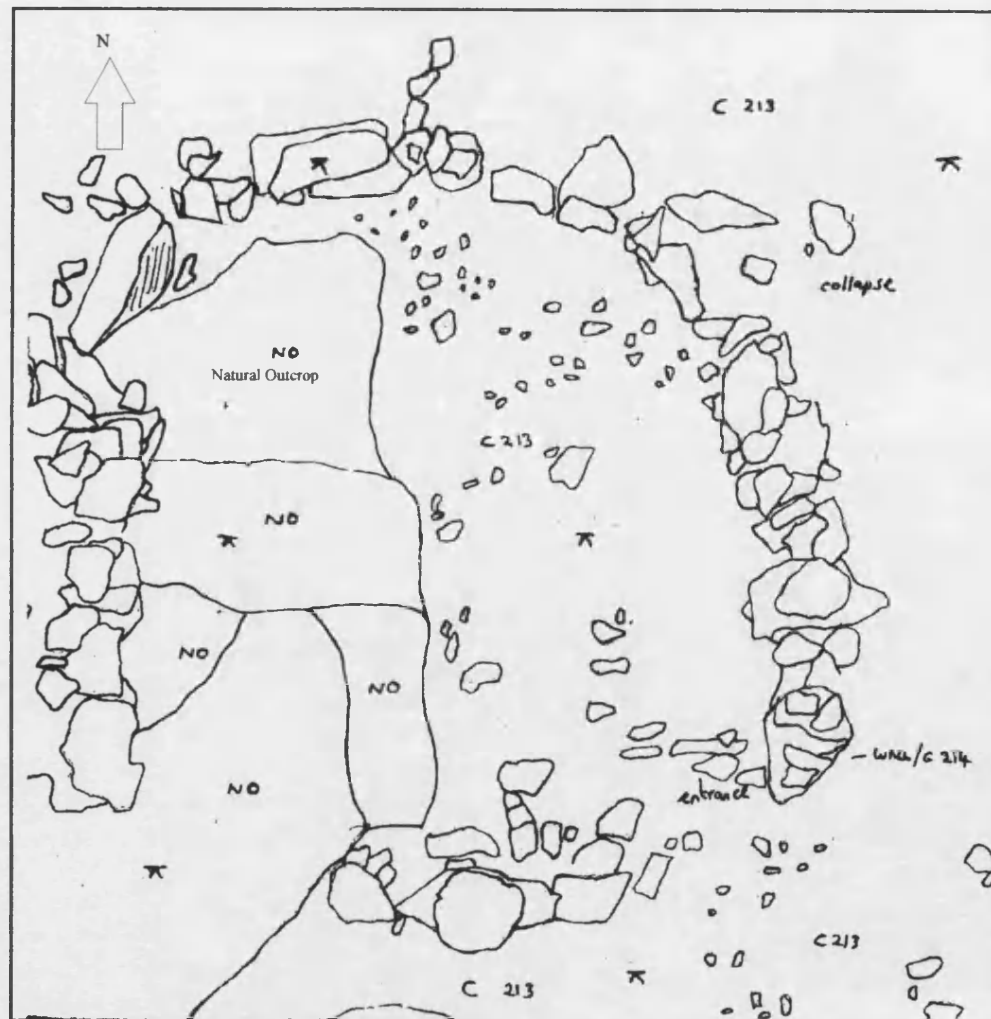 N
C 213
collapse
NO
Natural Outcrop
C 213
NO
NO
NO
NO
entrance
C 213
C 213